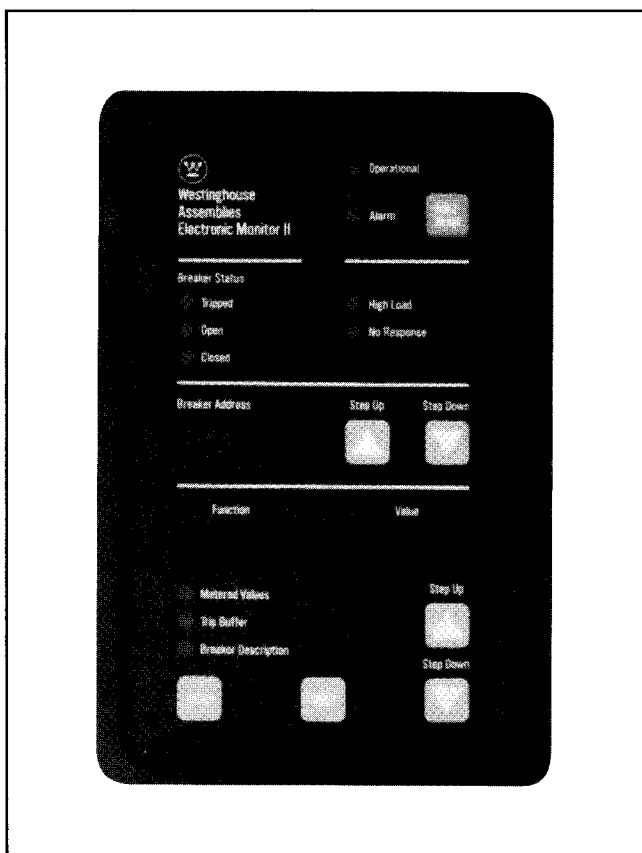 Westinghouse
Assemblies
Electronic Monitor II
Operational
Alarm
Breaker Status
Tripped
Open
Closed
High Load
No Response
Breaker Address
Step Up
Step Down
Function
Value
Metered Values
Trip Buffer
Breaker Description
Step Up
Step Down